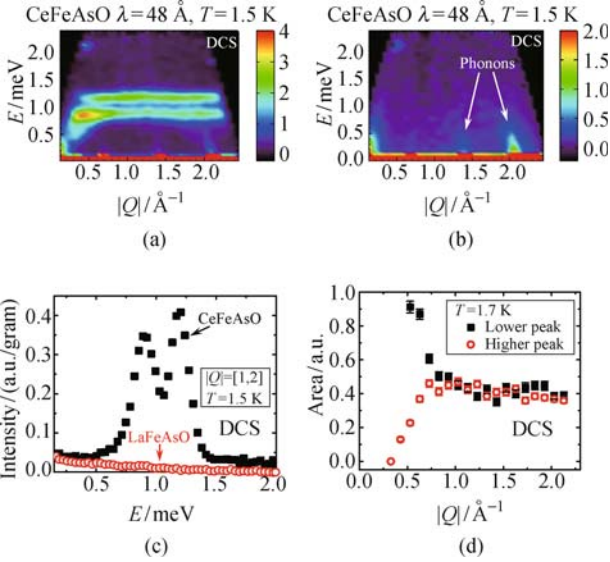 CeFeAsO λ=48 Å, T=1.5 K
DCS
E/meV
2.0
1.5
1.0
0.5
4
3
2
1
0
0.5 1.0 1.5 2.0
|Q|/Å⁻¹
(a)
CeFeAsO λ=48 Å, T=1.5 K
DCS
Phonons
E/meV
2.0
1.5
1.0
0.5
0.0
2.0
1.5
1.0
0.5
0.0
0.5 1.0 1.5 2.0
|Q|/Å⁻¹
(b)
Intensity/(a.u./gram)
0.4
0.3
0.2
0.1
0.0
CeFeAsO
|Q|=[1,2]
T=1.5 K
DCS
LaFeAsO
0.5 1.0 1.5 2.0
E/meV
(c)
Area/a.u.
1.0
0.8
0.6
0.4
0.2
0.0
T=1.7 K
Lower peak
Higher peak
DCS
0.0 0.5 1.0 1.5 2.0
|Q|/Å⁻¹
(d)